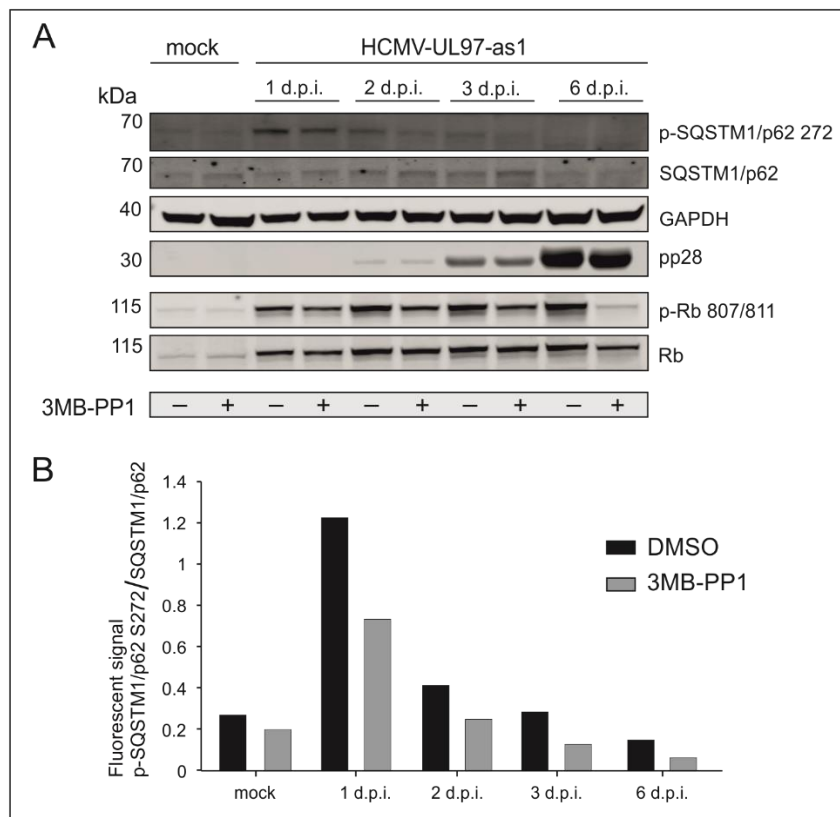 A
mock HCMV-UL97-as1
kDa 1 d.p.i. 2 d.p.i. 3 d.p.i. 6 d.p.i.
70 p-SQSTM1/p62 272
70 SQSTM1/p62
40 GAPDH
30 pp28
115 p-Rb 807/811
115 Rb
3MB-PP1 – + – + – + – + – +
B
Fluorescent signal
p-SQSTM1/p62 S272/SQSTM1/p62
1.4
1.2
1
0.8
0.6
0.4
0.2
0
DMSO
3MB-PP1
mock 1 d.p.i. 2 d.p.i. 3 d.p.i. 6 d.p.i.